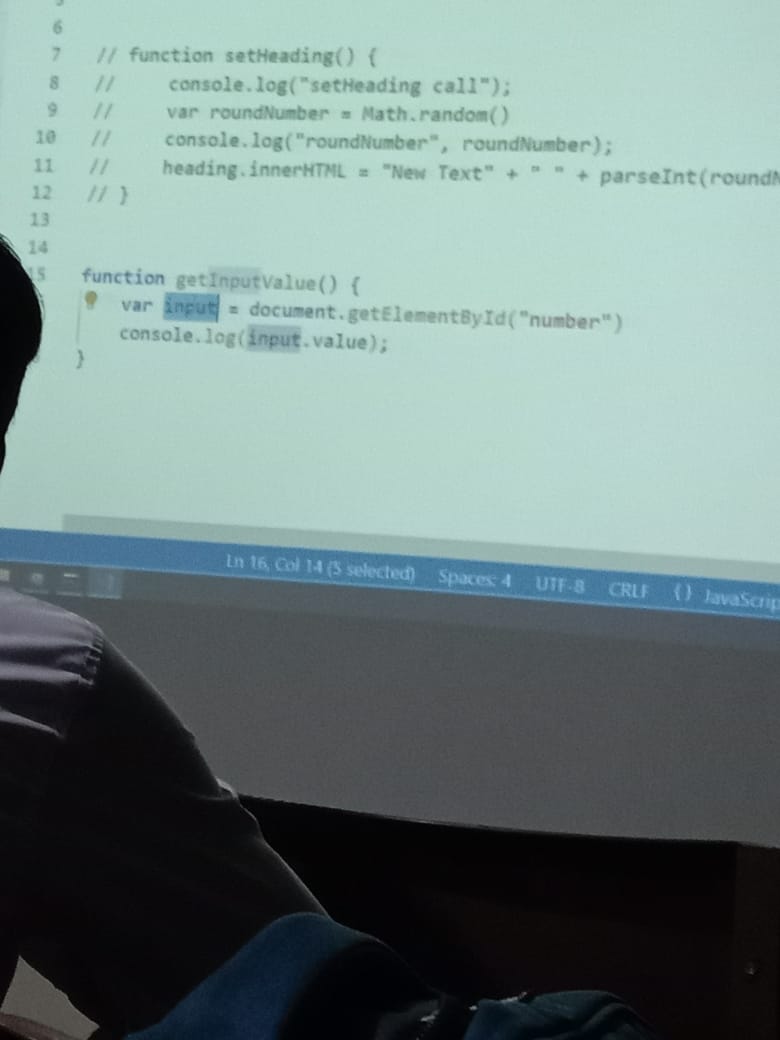 6
7 // function setHeading() {
8 // console.log("setHeading call");
9 // var roundNumber = Math.random()
10 // console.log("roundNumber", roundNumber);
11 // heading.innerHTML = "New Text" + " " + parseInt(roundN
12 // }
13
14
15 function getInputValue() {
var input = document.getElementById("number")
console.log(input.value);
}
Ln 16, Col 14 (5 selected) Spaces: 4 UTF-8 CRLF {} JavaScrip